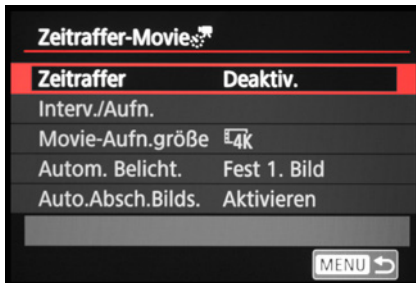 Zeitraffer-Movie
Zeitraffer Deaktiv.
Interv./Aufn.
Movie-Aufn.größe 4K
Autom. Belicht. Fest 1. Bild
Auto.Absch.Bilds. Aktivieren
MENU